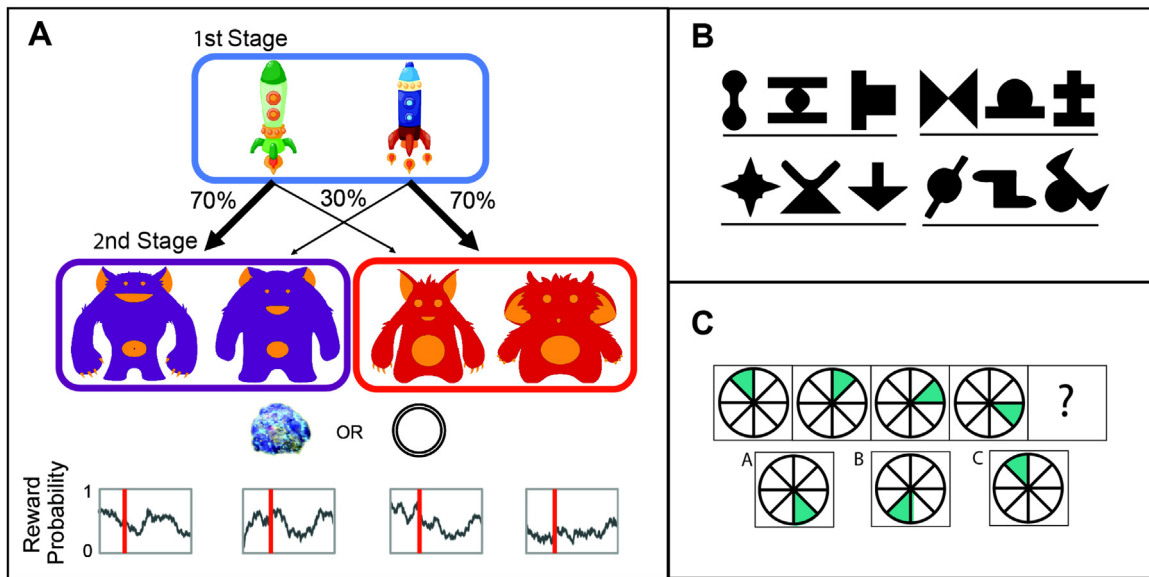 A
1st Stage
70%
30%
70%
2nd Stage
OR
Reward
Probability
1
0
B
C
?
A
B
C